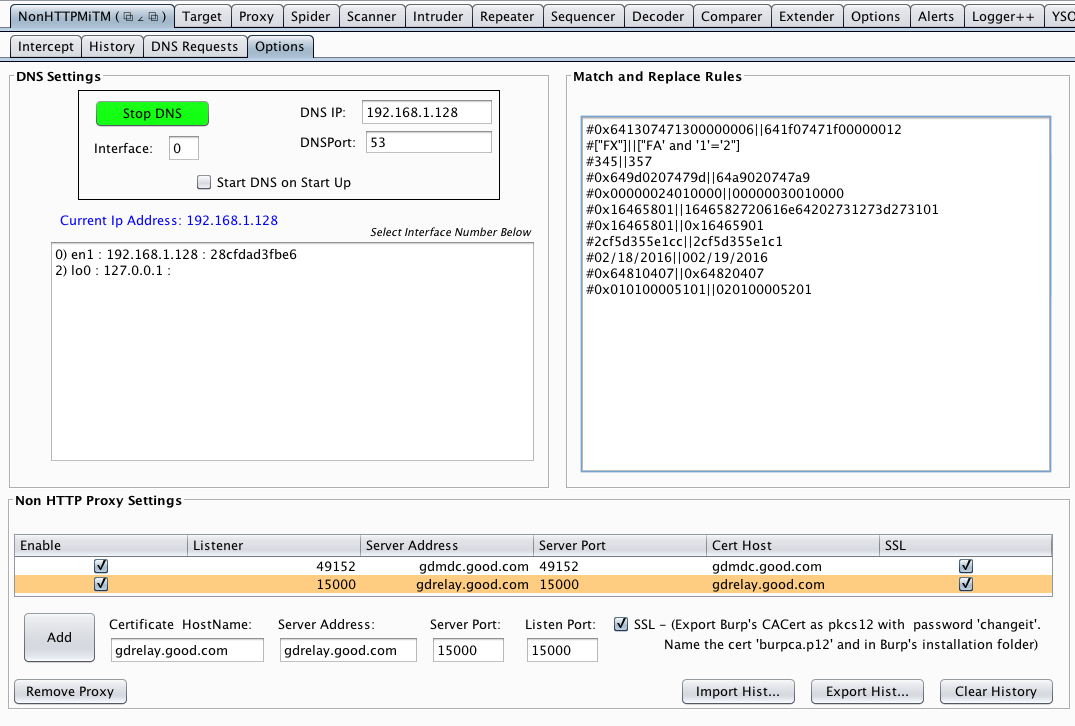 NonHTTPMiTM ( ) Target Proxy Spider Scanner Intruder Repeater Sequencer Decoder Comparer Extender Options Alerts Logger++ YSO
Intercept History DNS Requests Options
DNS Settings
Stop DNS
DNS IP: 192.168.1.128
Interface: 0
DNSPort: 53
Start DNS on Start Up
Current Ip Address: 192.168.1.128
Select Interface Number Below
0) en1 : 192.168.1.128 : 28cfdad3fbe6
2) lo0 : 127.0.0.1 :
Match and Replace Rules
#0x641307471300000006||641f07471f00000012
#["FX"]||["FA' and '1'='2"]
#345||357
#0x649d0207479d||64a9020747a9
#0x00000024010000||00000030010000
#0x16465801||1646582720616e64202731273d273101
#0x16465801||0x16465901
#2cf5d355e1cc||2cf5d355e1c1
#02/18/2016||002/19/2016
#0x64810407||0x64820407
#0x010100005101||020100005201
Non HTTP Proxy Settings
Enable Listener Server Address Server Port Cert Host SSL
49152 gdmdc.good.com 49152 gdmdc.good.com
15000 gdrelay.good.com 15000 gdrelay.good.com
Add
Certificate HostName: Server Address: Server Port: Listen Port:
gdrelay.good.com gdrelay.good.com 15000 15000
SSL - (Export Burp's CACert as pkcs12 with password 'changeit'.
Name the cert 'burpca.p12' and in Burp's installation folder)
Remove Proxy Import Hist... Export Hist... Clear History